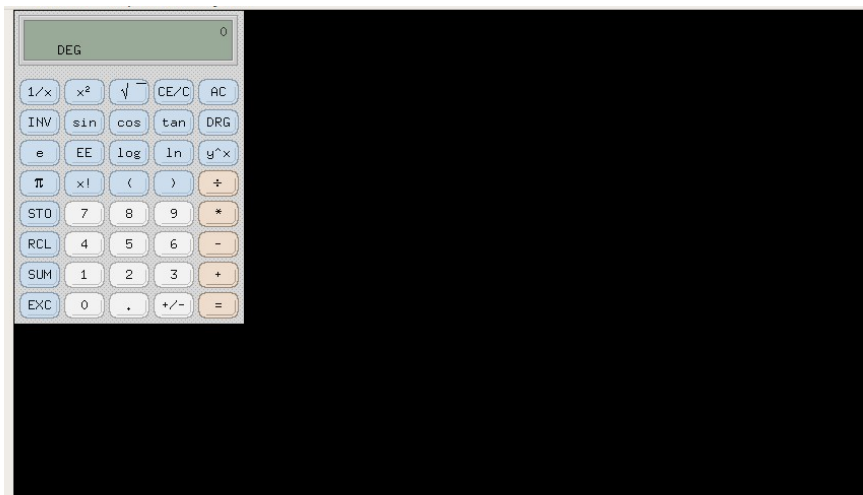 0
DEG
1/x x² √‾ CE/C AC
INV sin cos tan DRG
e EE log ln y^x
π x! ( ) ÷
STO 7 8 9 *
RCL 4 5 6 -
SUM 1 2 3 +
EXC 0 . +/- =